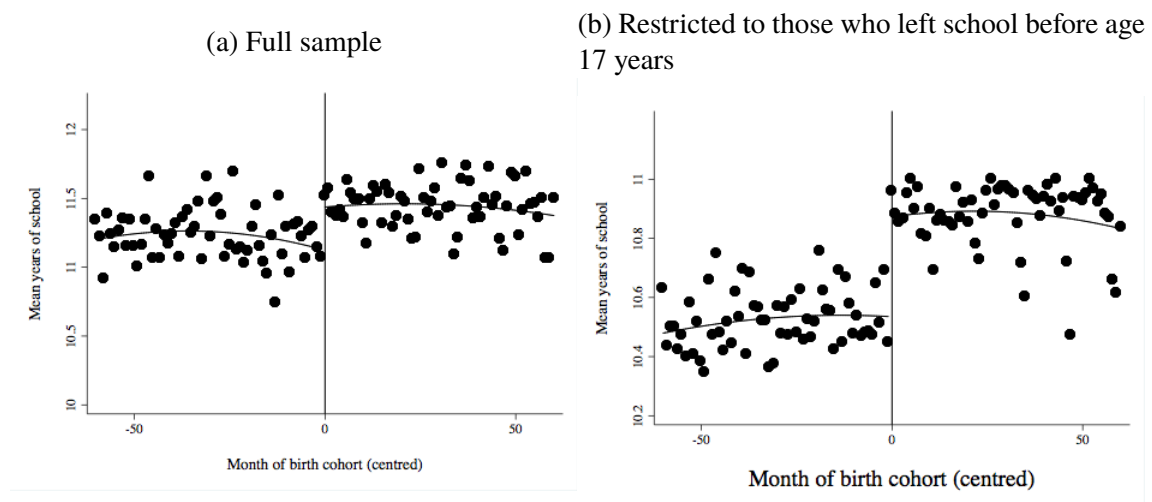 (a) Full sample
12
11.5
11
10.5
10
Mean years of school
-50
0
50
Month of birth cohort (centred)
(b) Restricted to those who left school before age
17 years
11
10.8
10.6
10.4
10.2
Mean years of school
-50
0
50
Month of birth cohort (centred)